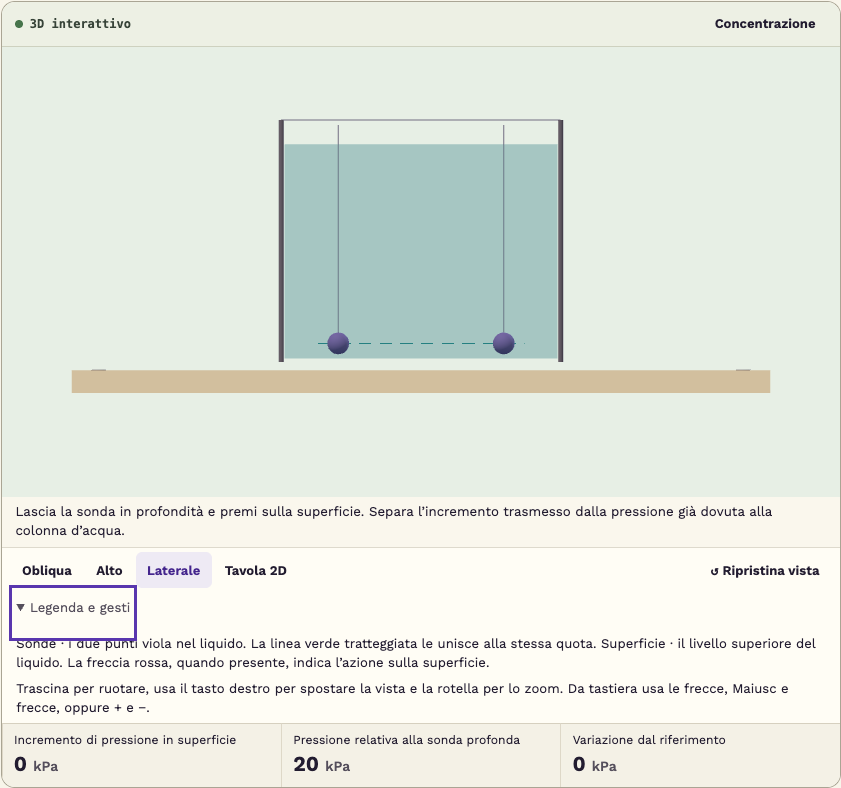 3D interattivo
Concentrazione
Lascia la sonda in profondità e premi sulla superficie. Separa l’incremento trasmesso dalla pressione già dovuta alla
colonna d’acqua.
Obliqua Alto Laterale Tavola 2D ↺ Ripristina vista
▼ Legenda e gesti
Sonde · I due punti viola nel liquido. La linea verde tratteggiata le unisce alla stessa quota. Superficie · il livello superiore del
liquido. La freccia rossa, quando presente, indica l’azione sulla superficie.
Trascina per ruotare, usa il tasto destro per spostare la vista e la rotella per lo zoom. Da tastiera usa le frecce, Maiusc e
frecce, oppure + e −.
Incremento di pressione in superficie
0 kPa
Pressione relativa alla sonda profonda
20 kPa
Variazione dal riferimento
0 kPa